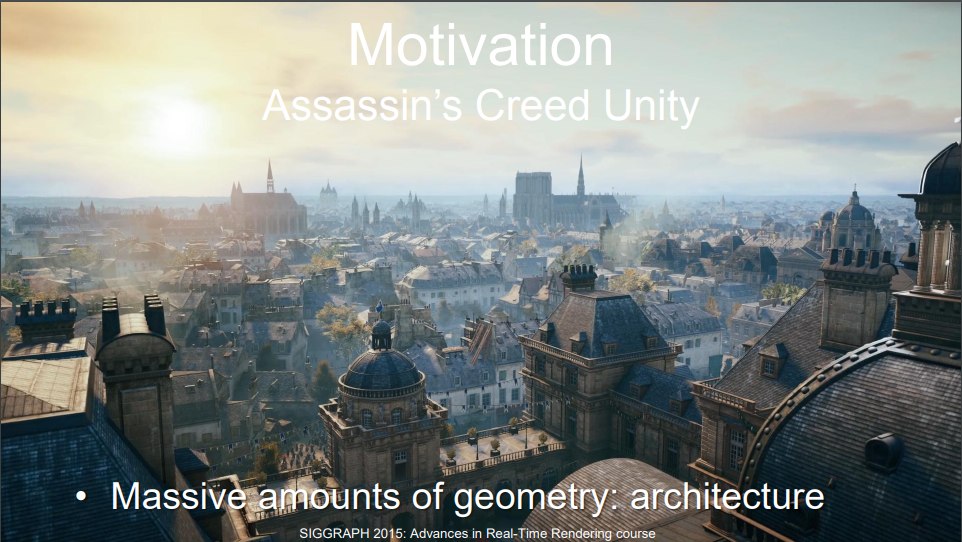 Motivation
Assassin's Creed Unity
• Massive amounts of geometry: architecture
SIGGRAPH 2015: Advances in Real-Time Rendering course